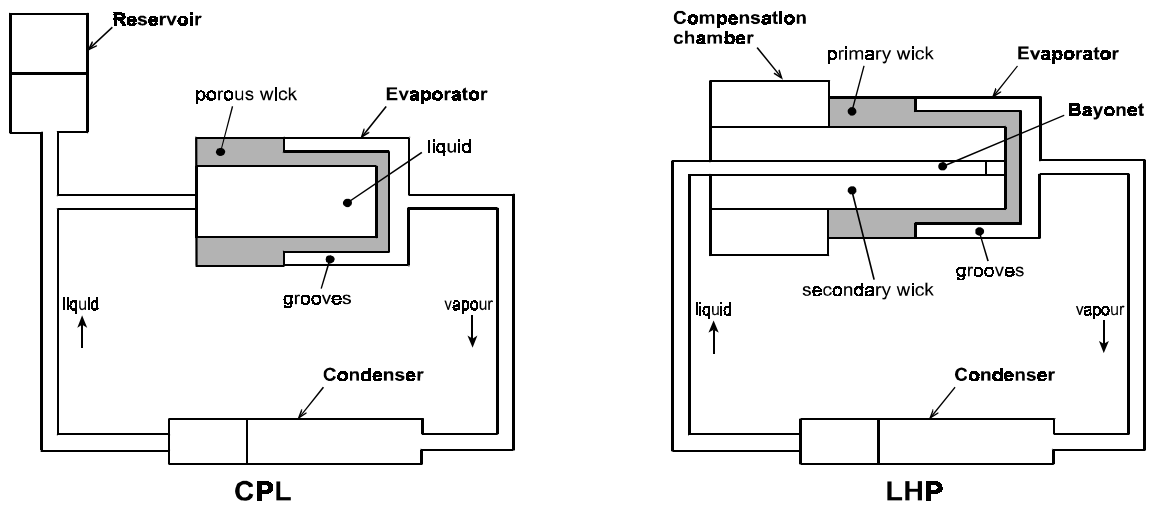 Reservoir
porous wick
Evaporator
liquid
grooves
liquid
vapour
Condenser
CPL
Compensation
chamber
primary wick
Evaporator
Bayonet
grooves
secondary wick
liquid
vapour
Condenser
LHP